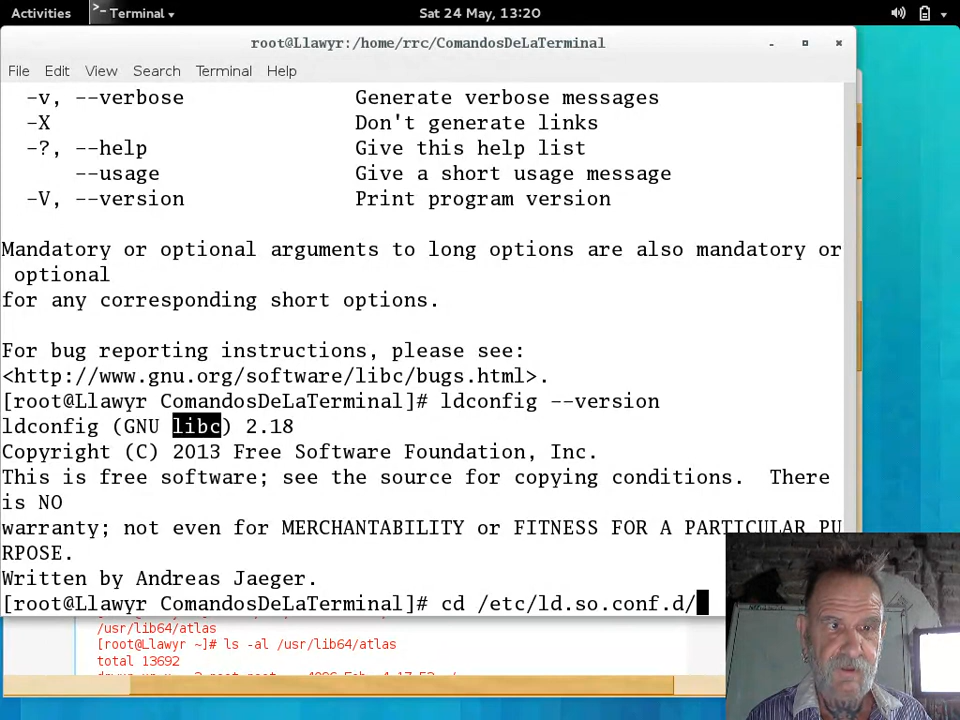 Activities >_ Terminal Sat 24 May, 13:20
root@Llawyr:/home/rrc/ComandosDeLaTerminal
File Edit View Search Terminal Help
-v, --verbose Generate verbose messages
-X Don't generate links
-?, --help Give this help list
--usage Give a short usage message
-V, --version Print program version
Mandatory or optional arguments to long options are also mandatory or
optional
for any corresponding short options.
For bug reporting instructions, please see:
<http://www.gnu.org/software/libc/bugs.html>.
[root@Llawyr ComandosDeLaTerminal]# ldconfig --version
ldconfig (GNU libc) 2.18
Copyright (C) 2013 Free Software Foundation, Inc.
This is free software; see the source for copying conditions. There
is NO
warranty; not even for MERCHANTABILITY or FITNESS FOR A PARTICULAR PU
RPOSE.
Written by Andreas Jaeger.
[root@Llawyr ComandosDeLaTerminal]# cd /etc/ld.so.conf.d/
/usr/lib64/atlas
[root@Llawyr ~]# ls -al /usr/lib64/atlas
total 13692